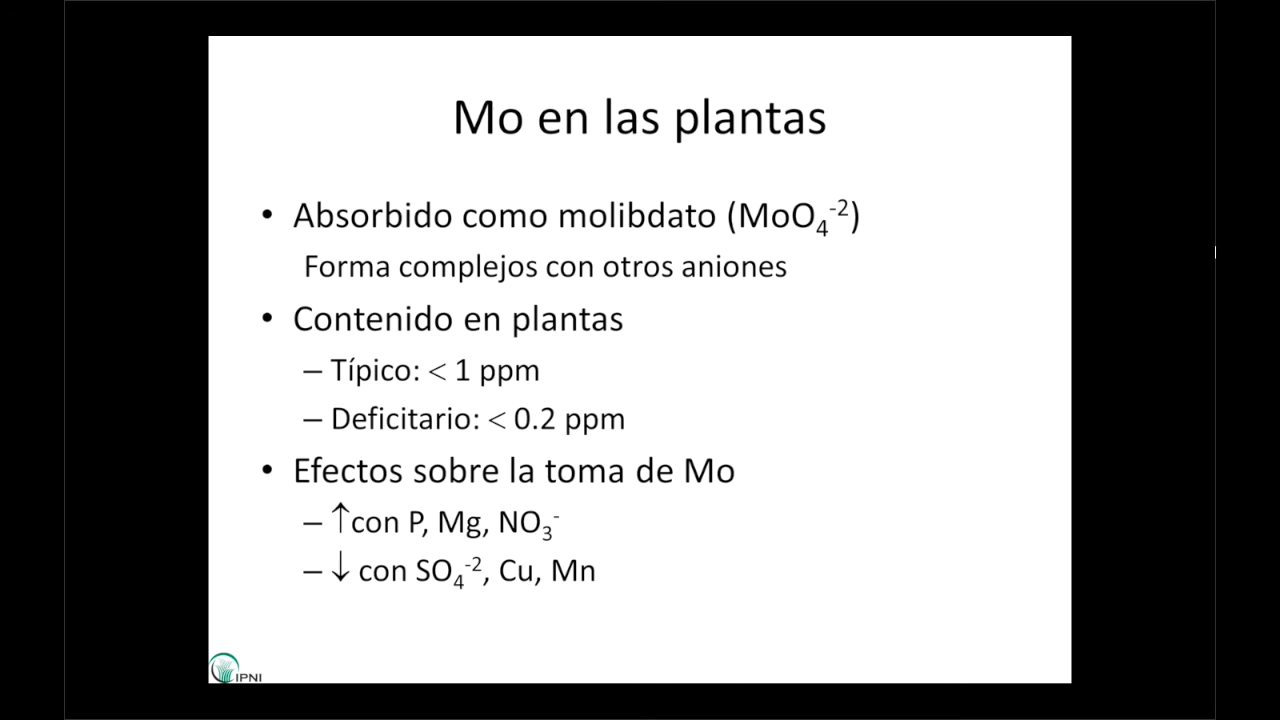 Mo en las plantas
• Absorbido como molibdato (MoO₄⁻²)
Forma complejos con otros aniones
• Contenido en plantas
– Típico: < 1 ppm
– Deficitario: < 0.2 ppm
• Efectos sobre la toma de Mo
– ↑con P, Mg, NO₃⁻
– ↓ con SO₄⁻², Cu, Mn
IPNI